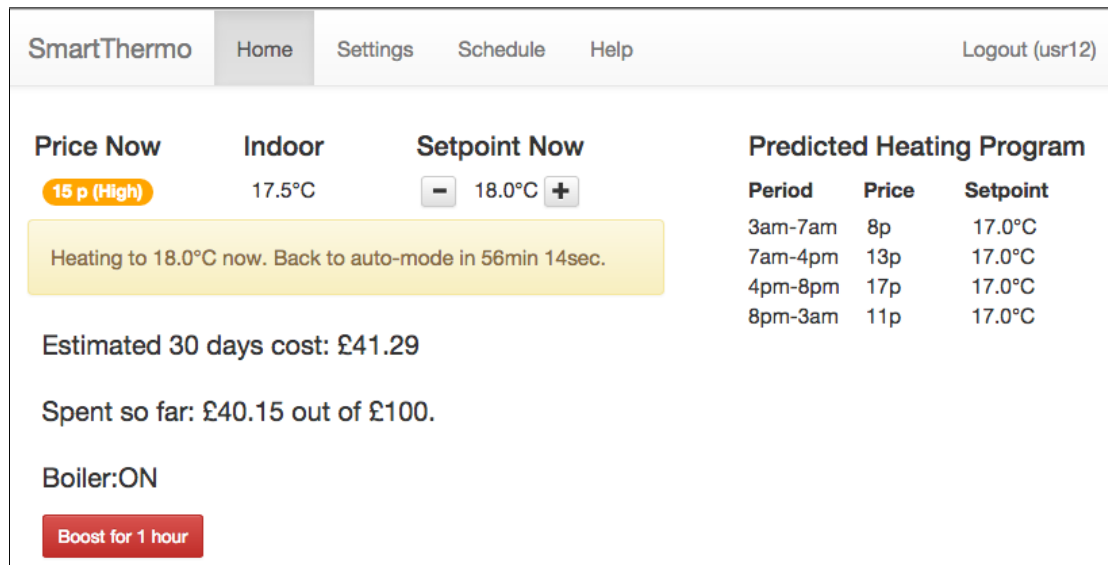 SmartThermo Home Settings Schedule Help Logout (usr12)
Price Now Indoor Setpoint Now
15 p (High) 17.5°C − 18.0°C +
Heating to 18.0°C now. Back to auto-mode in 56min 14sec.
Estimated 30 days cost: £41.29
Spent so far: £40.15 out of £100.
Boiler:ON
Boost for 1 hour
Predicted Heating Program
Period Price Setpoint
3am-7am 8p 17.0°C
7am-4pm 13p 17.0°C
4pm-8pm 17p 17.0°C
8pm-3am 11p 17.0°C